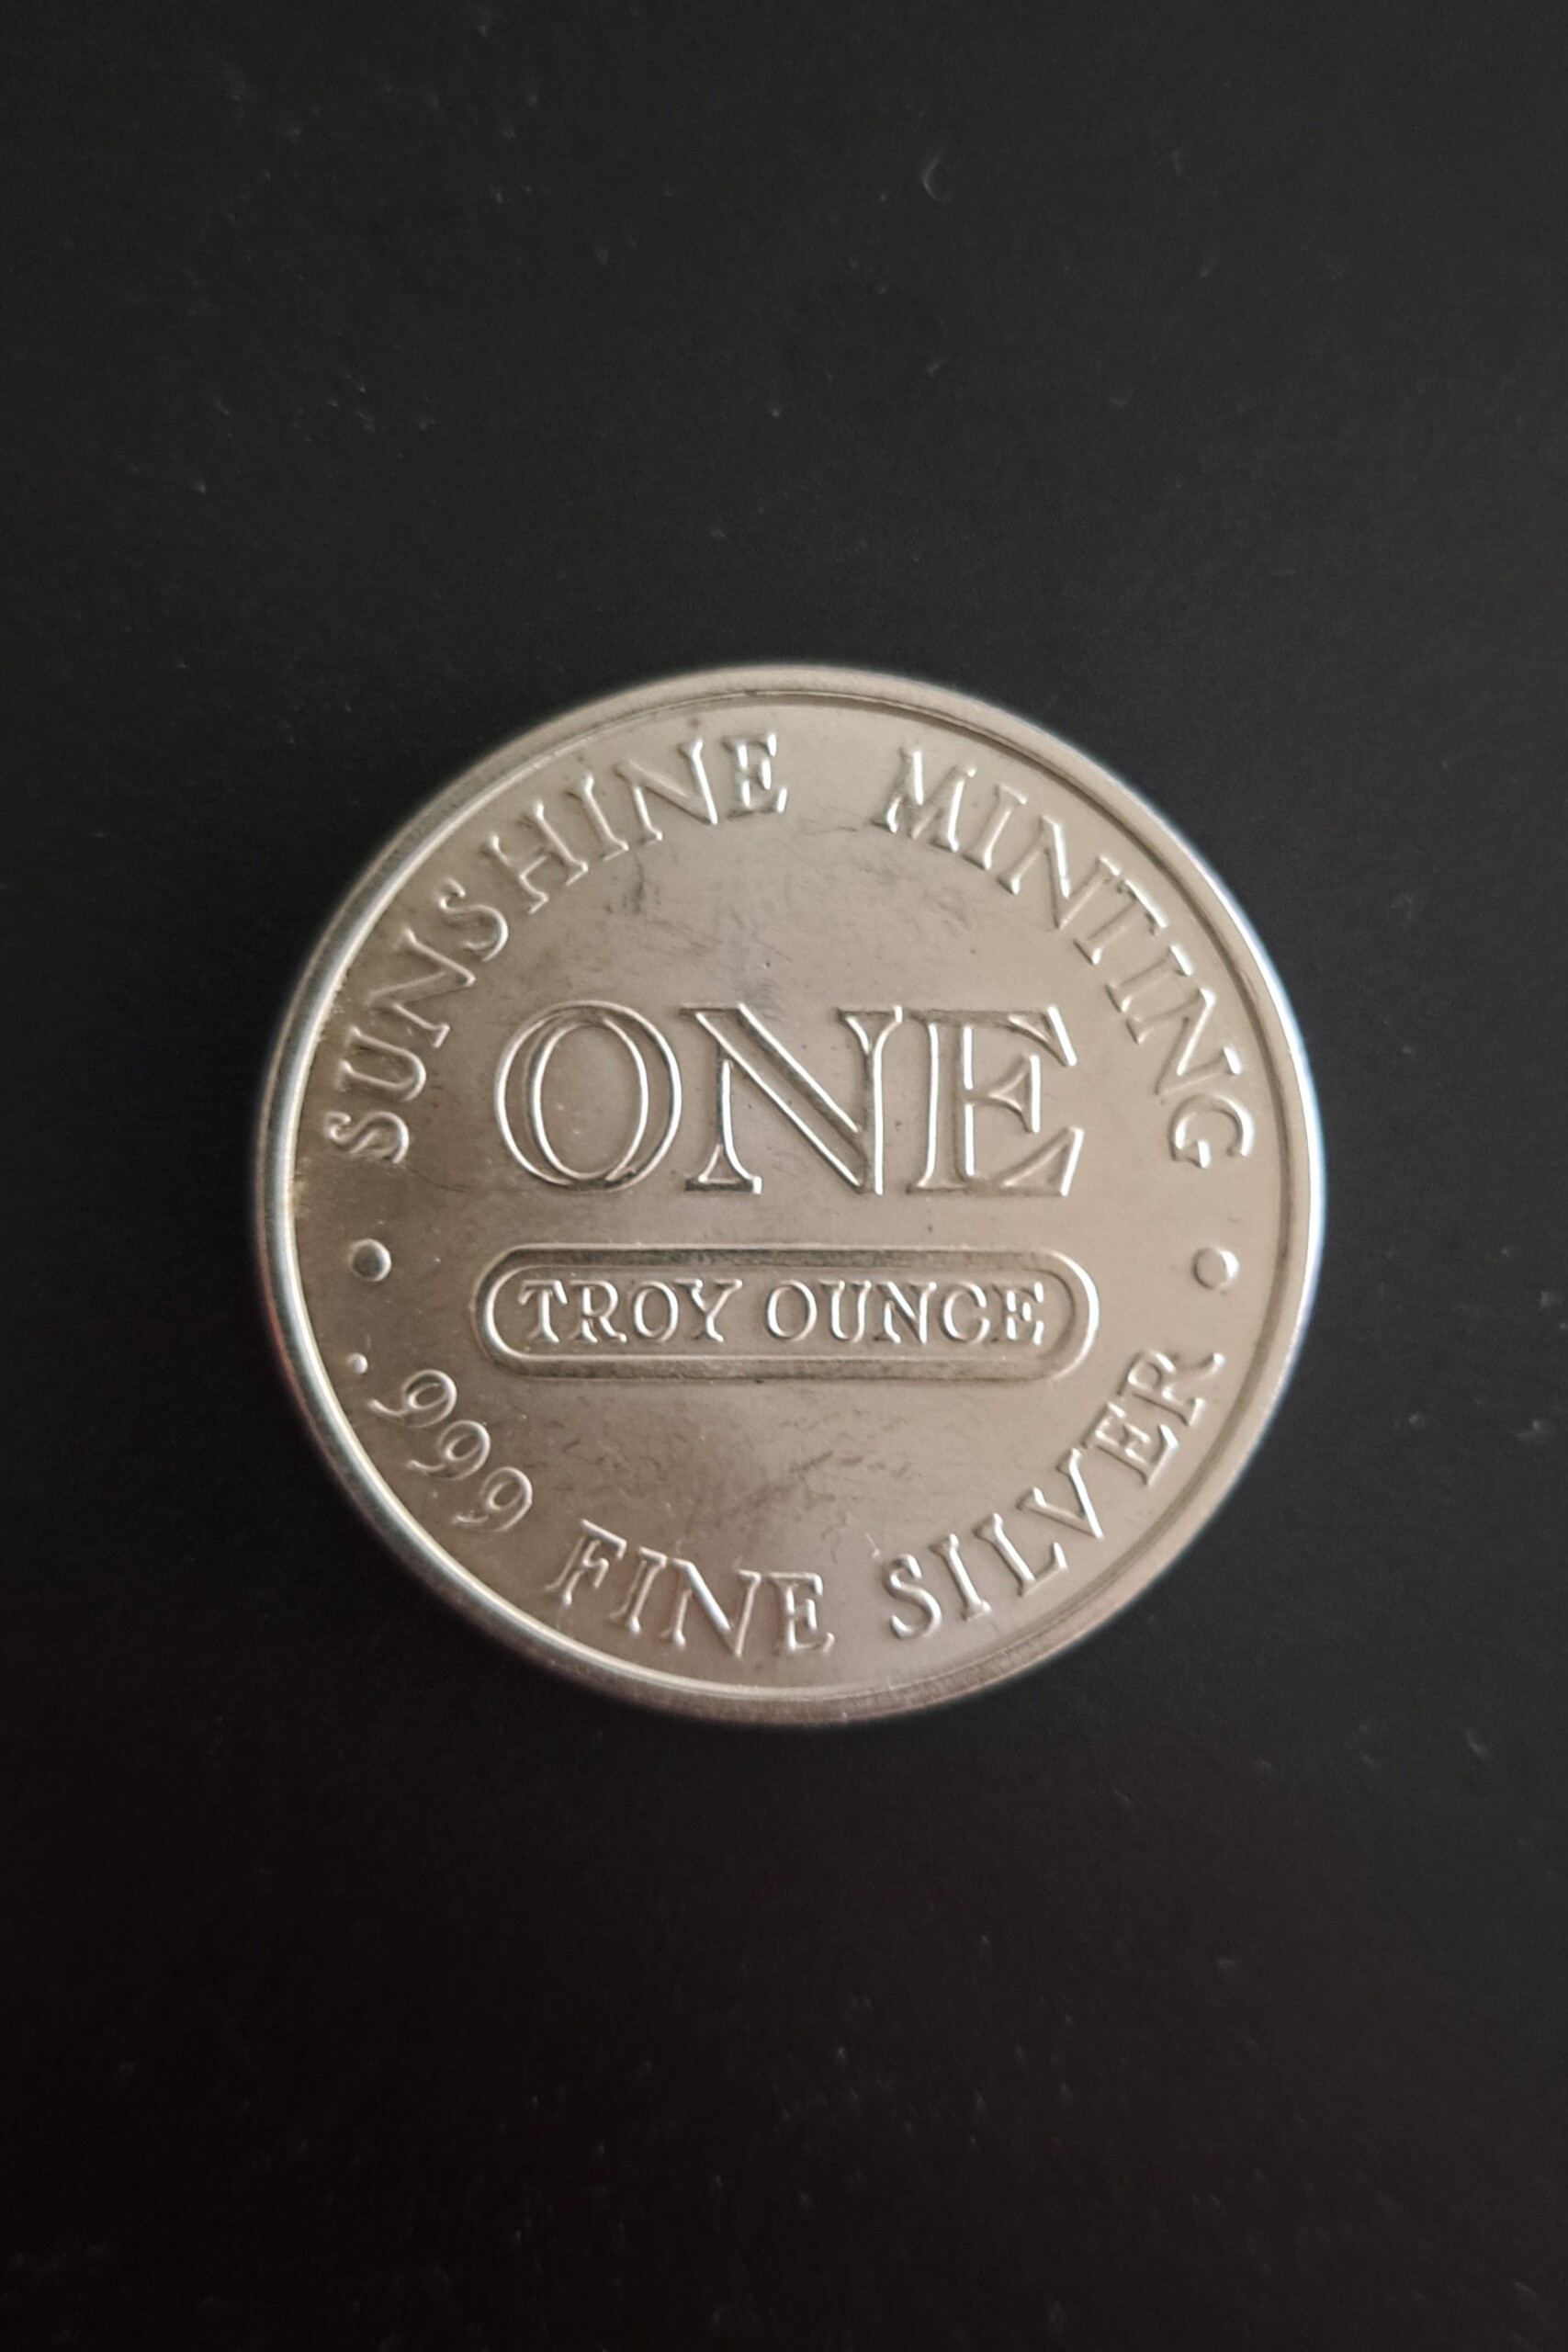 SUNSHINE MINTING
ONE
TROY OUNCE
.999 FINE SILVER